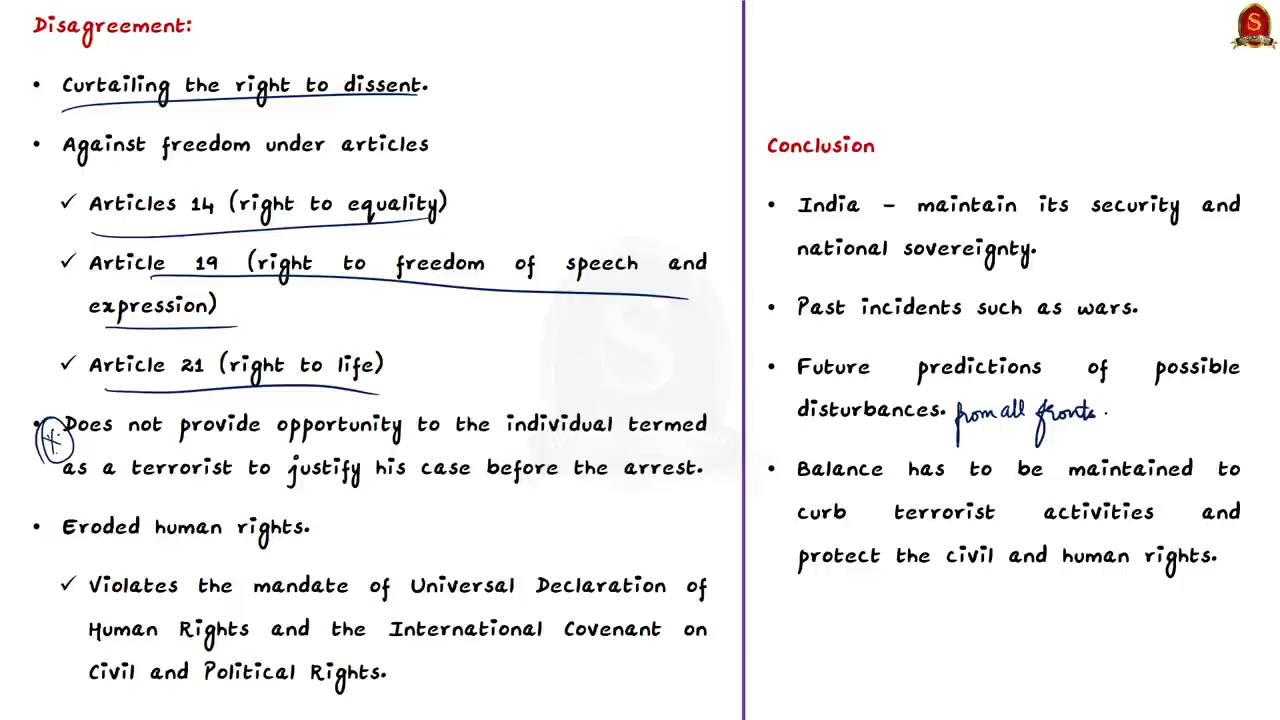 Disagreement:
• Curtailing the right to dissent.
• Against freedom under articles
✓ Articles 14 (right to equality)
✓ Article 19 (right to freedom of speech and
expression)
✓ Article 21 (right to life)
• Does not provide opportunity to the individual termed
as a terrorist to justify his case before the arrest.
• Eroded human rights.
✓ Violates the mandate of Universal Declaration of
Human Rights and the International Covenant on
Civil and Political Rights.
Conclusion
• India - maintain its security and
national sovereignty.
• Past incidents such as wars.
• Future predictions of possible
disturbances. from all fronts.
• Balance has to be maintained to
curb terrorist activities and
protect the civil and human rights.
S